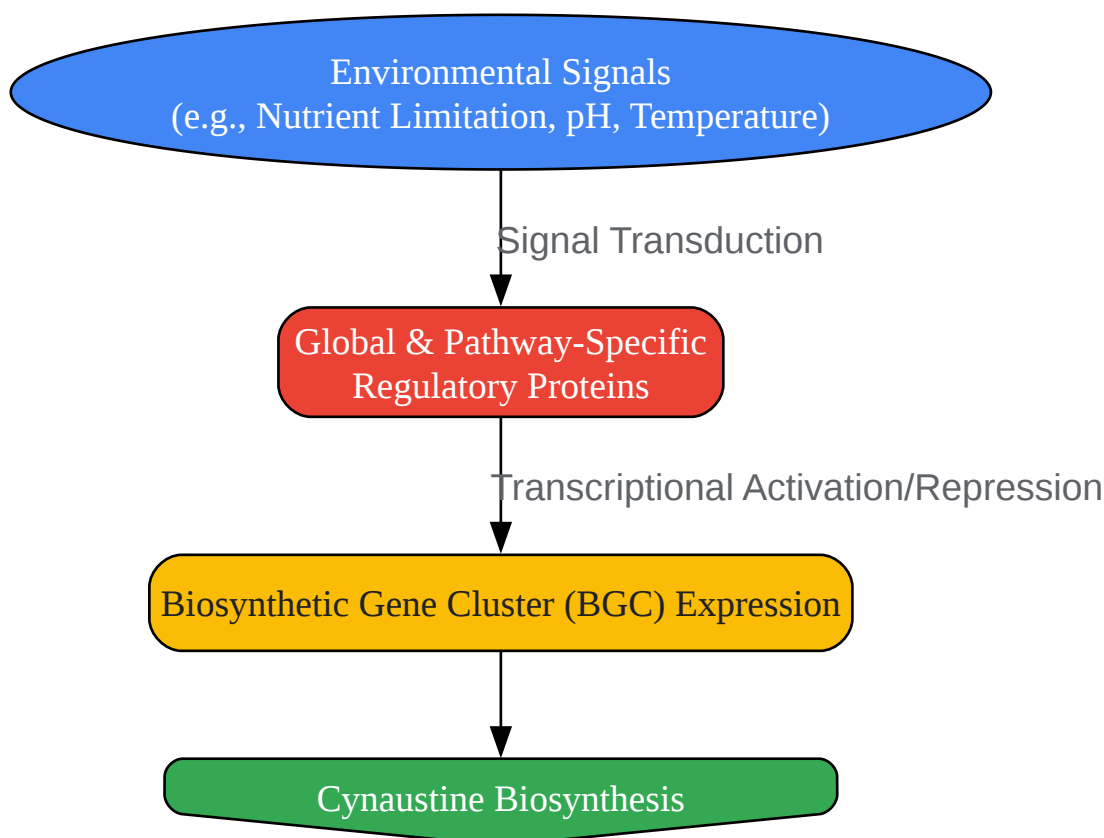 Environmental Signals
(e.g., Nutrient Limitation, pH, Temperature)
Signal Transduction
Global & Pathway-Specific
Regulatory Proteins
Transcriptional Activation/Repression
Biosynthetic Gene Cluster (BGC) Expression
Cynaustine Biosynthesis